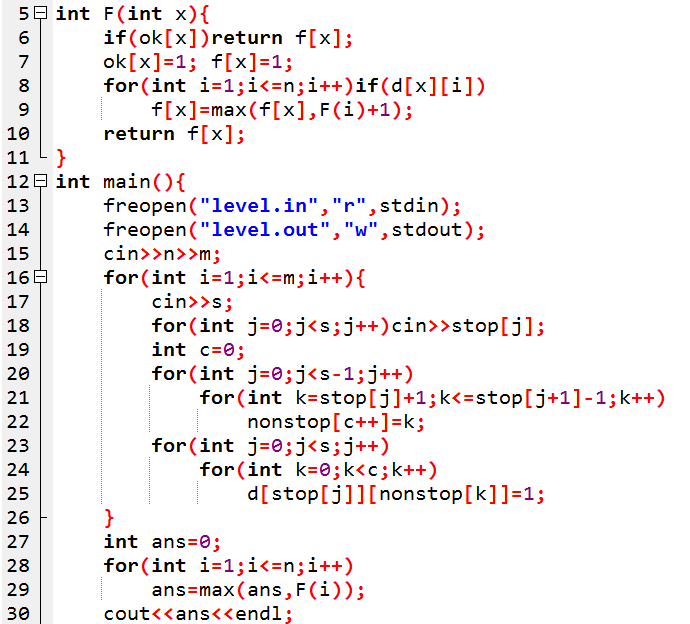 5 int F(int x){
6 if(ok[x])return f[x];
7 ok[x]=1; f[x]=1;
8 for(int i=1;i<=n;i++)if(d[x][i])
9 f[x]=max(f[x],F(i)+1);
10 return f[x];
11 }
12 int main(){
13 freopen("level.in","r",stdin);
14 freopen("level.out","w",stdout);
15 cin>>n>>m;
16 for(int i=1;i<=m;i++){
17 cin>>s;
18 for(int j=0;j<s;j++)cin>>stop[j];
19 int c=0;
20 for(int j=0;j<s-1;j++)
21 for(int k=stop[j]+1;k<=stop[j+1]-1;k++)
22 nonstop[c++]=k;
23 for(int j=0;j<s;j++)
24 for(int k=0;k<c;k++)
25 d[stop[j]][nonstop[k]]=1;
26 }
27 int ans=0;
28 for(int i=1;i<=n;i++)
29 ans=max(ans,F(i));
30 cout<<ans<<endl;